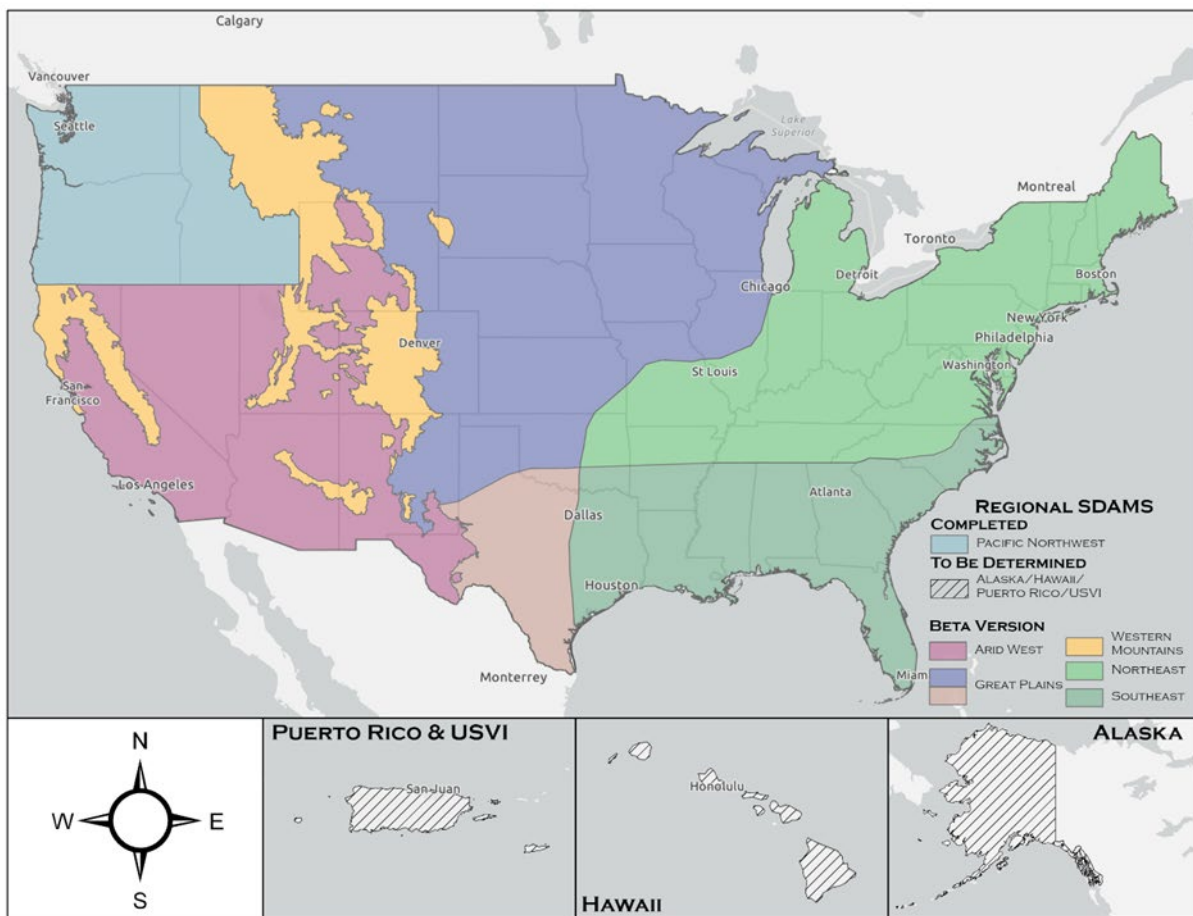 Calgary
Vancouver
Seattle
Lake
Superior
Montreal
Toronto
Detroit
Boston
Chicago
New York
Philadelphia
Denver
St Louis
Washington
San
Francisco
Los Angeles
Atlanta
Dallas
Houston
Monterrey
Miam
REGIONAL SDAMS
COMPLETED
PACIFIC NORTHWEST
TO BE DETERMINED
ALASKA/HAWAII/
PUERTO RICO/USVI
BETA VERSION
ARID WEST
GREAT PLAINS
WESTERN
MOUNTAINS
NORTHEAST
SOUTHEAST
N
W E
S
PUERTO RICO & USVI
San Juan
Honolulu
HAWAII
ALASKA